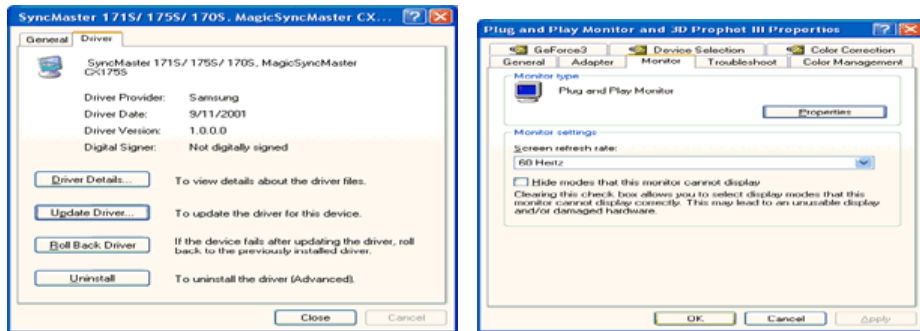 SyncMaster 171S/ 175S/ 170S, MagicSyncMaster CX...
General Driver
SyncMaster 171S/ 175S/ 170S, MagicSyncMaster
CX175S
Driver Provider: Samsung
Driver Date: 9/11/2001
Driver Version: 1.0.0.0
Digital Signer: Not digitally signed
Driver Details... To view details about the driver files.
Update Driver... To update the driver for this device.
Roll Back Driver If the device fails after updating the driver, roll
back to the previously installed driver.
Uninstall To uninstall the driver (Advanced).
Close Cancel
Plug and Play Monitor and 3D Prophet III Properties
GeForce3 Device Selection Color Correction
General Adapter Monitor Troubleshoot Color Management
Monitor type
Plug and Play Monitor
Properties
Monitor settings
Screen refresh rate:
60 Hertz
Hide modes that this monitor cannot display
Clearing this check box allows you to select display modes that this
monitor cannot display correctly. This may lead to an unusable display
and/or damaged hardware.
OK Cancel Apply